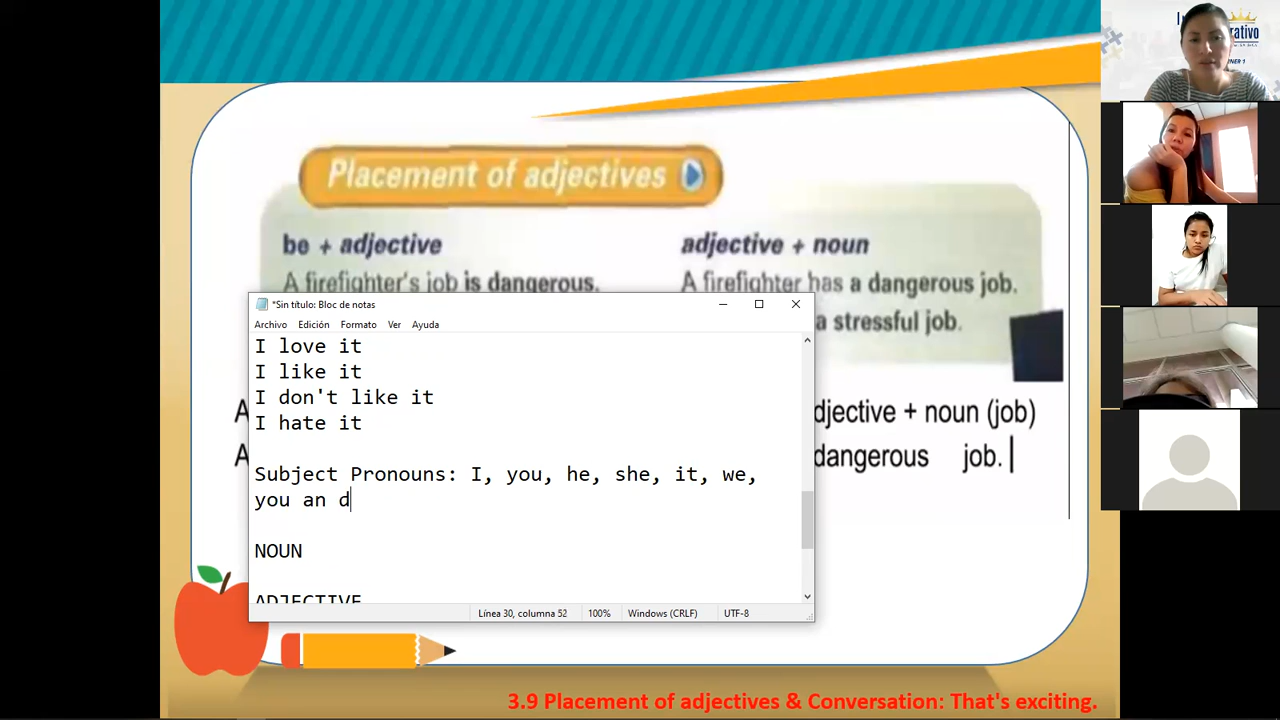 Placement of adjectives
be + adjective
adjective + noun
A firefighter's job is dangerous.
A firefighter has a dangerous job.
a stressful job.
*Sin título: Bloc de notas
Archivo Edición Formato Ver Ayuda
I love it
I like it
I don't like it
I hate it
Subject Pronouns: I, you, he, she, it, we,
you an d
NOUN
ADJECTIVE
Línea 30, columna 52 100% Windows (CRLF) UTF-8
A
djective + noun (job)
A
dangerous job.
3.9 Placement of adjectives & Conversation: That's exciting.